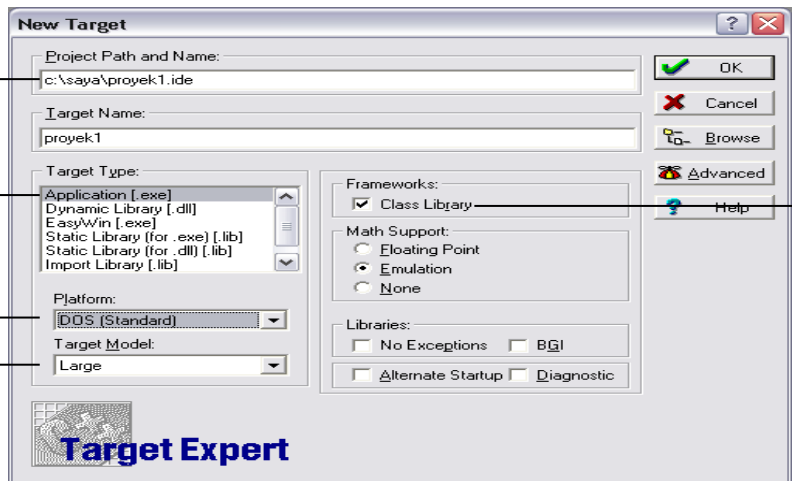 New Target
Project Path and Name:
c:\saya\proyek1.ide
Target Name:
proyek1
Target Type:
Application [.exe]
Dynamic Library [.dll]
EasyWin [.exe]
Static Library (for .exe) [.lib]
Static Library (for .dll) [.lib]
Import Library [.lib]
Platform:
DOS (Standard)
Target Model:
Large
Frameworks:
Class Library
Math Support:
Floating Point
Emulation
None
Libraries:
No Exceptions BGI
Alternate Startup Diagnostic
OK
Cancel
Browse
Advanced
Help
Target Expert